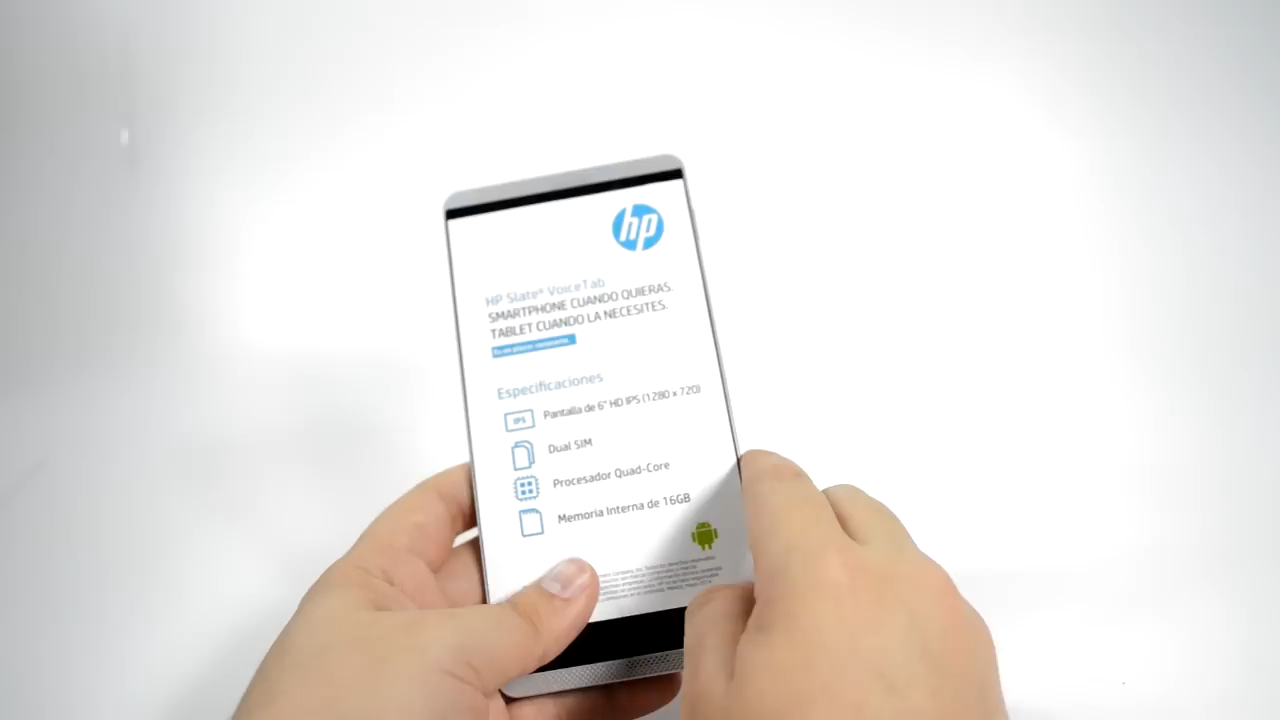 hp
HP Slate® VoiceTab
SMARTPHONE CUANDO QUIERAS.
TABLET CUANDO LA NECESITES.
Especificaciones
IPS
Pantalla de 6" HD IPS (1280 x 720)
Dual SIM
Procesador Quad-Core
Memoria Interna de 16GB